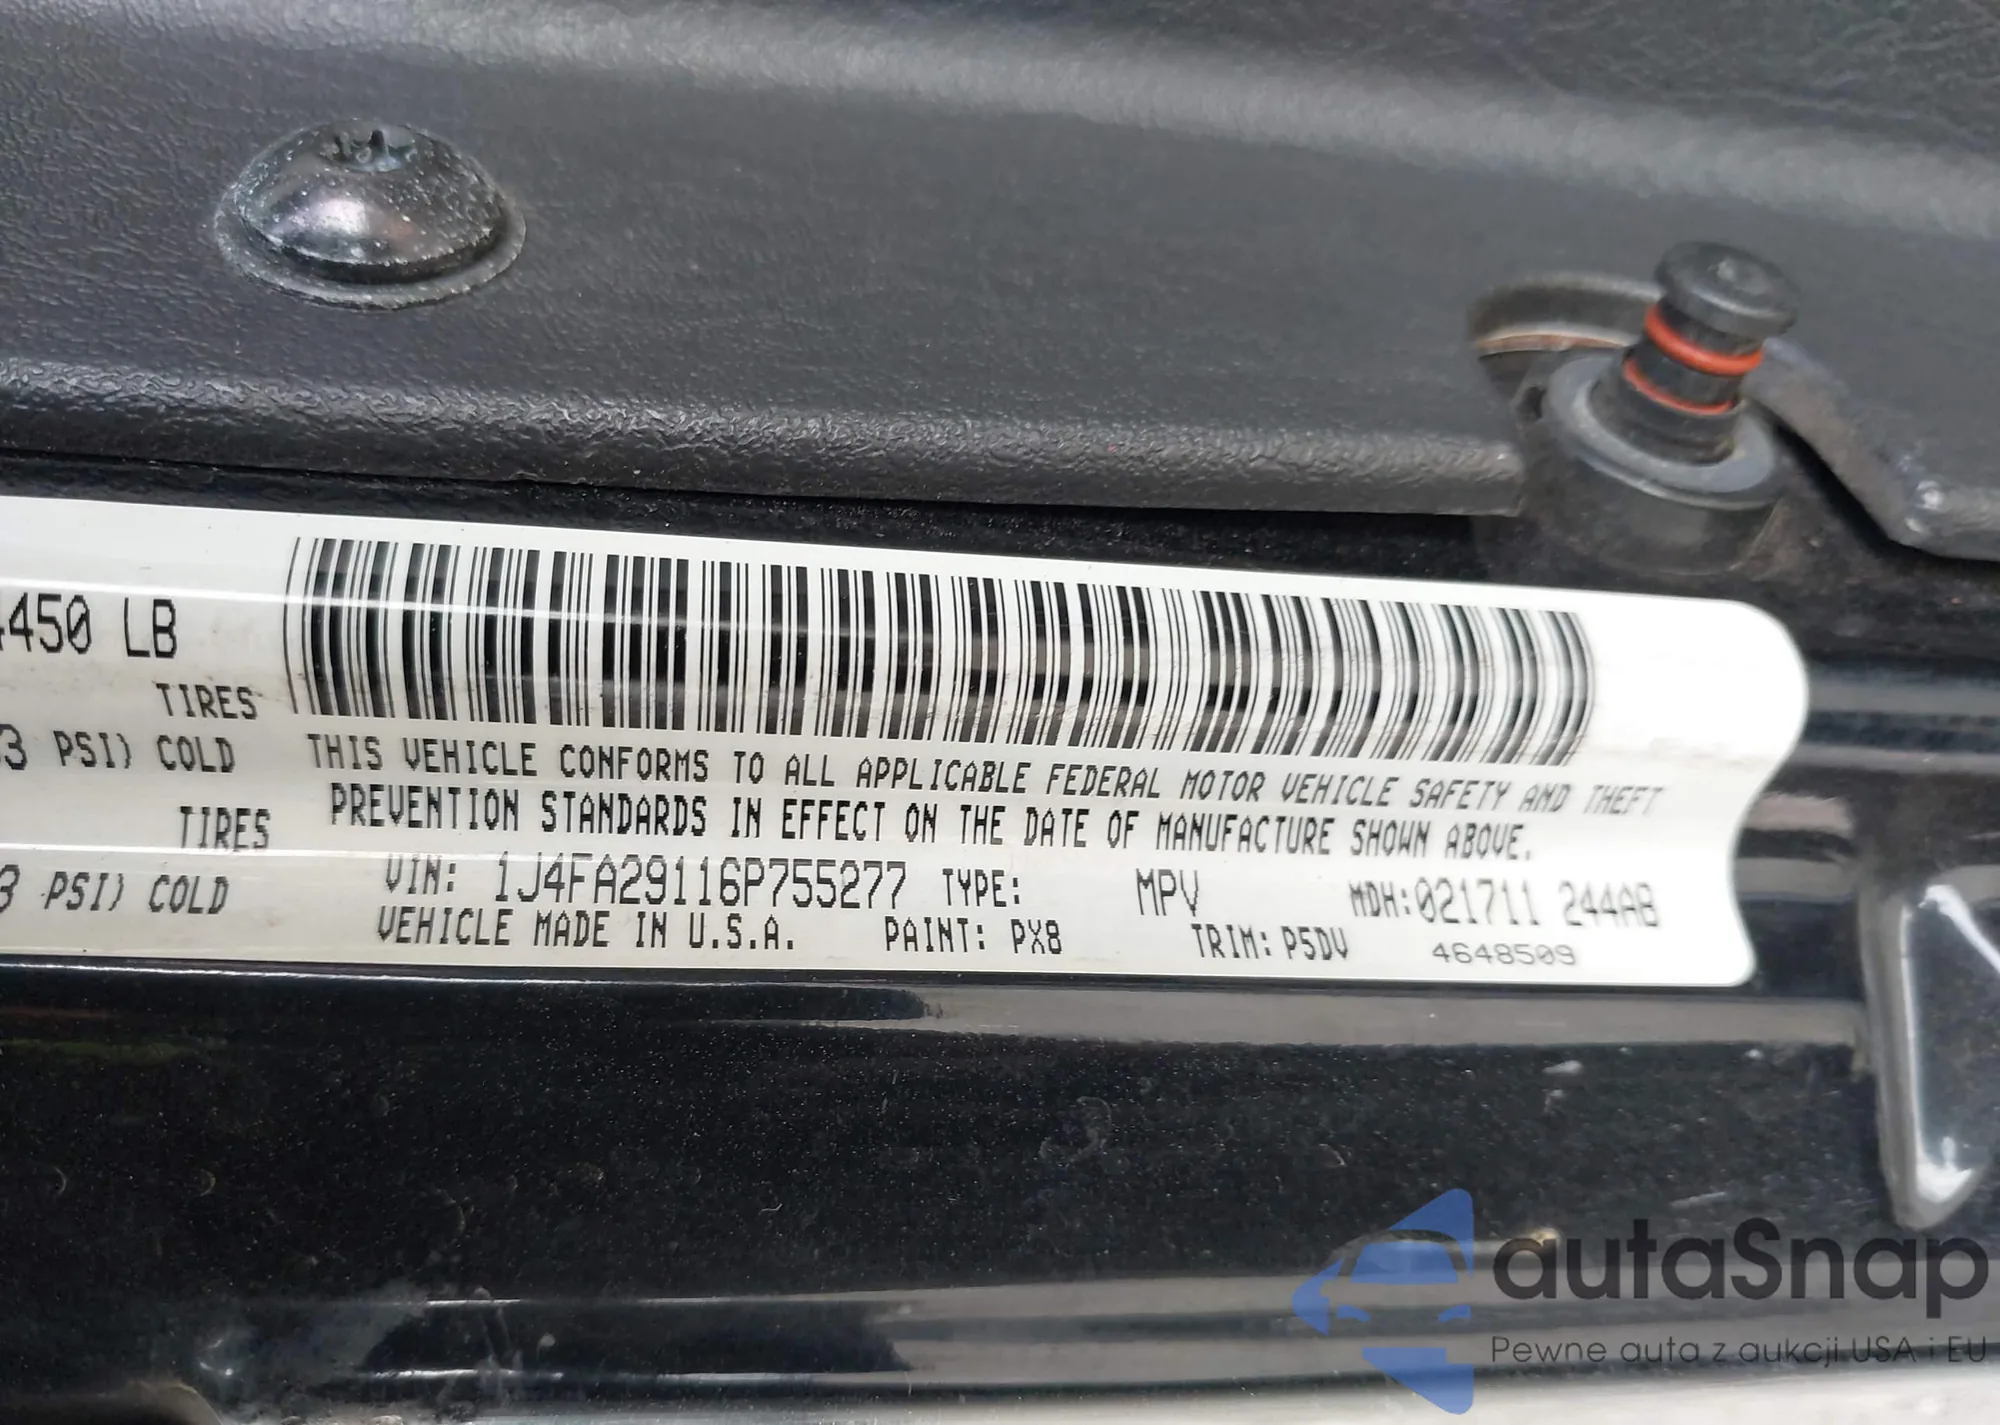 4450 LB
TIRES
3 PSI) COLD
TIRES
3 PSI) COLD
THIS VEHICLE CONFORMS TO ALL APPLICABLE FEDERAL MOTOR VEHICLE SAFETY AND THEFT
PREVENTION STANDARDS IN EFFECT ON THE DATE OF MANUFACTURE SHOWN ABOVE.
VIN: 1J4FA29116P755277 TYPE: MPV MDH:021711 244AB
VEHICLE MADE IN U.S.A. PAINT: PX8 TRIM: P5DV 4648509
autaSnap
Pewne auta z aukcji USA i EU